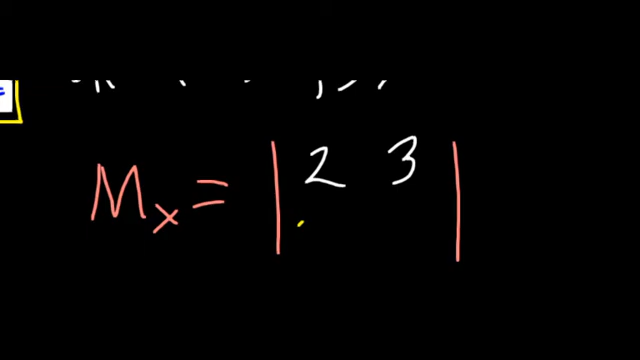 Mₓ = | 2 3 |